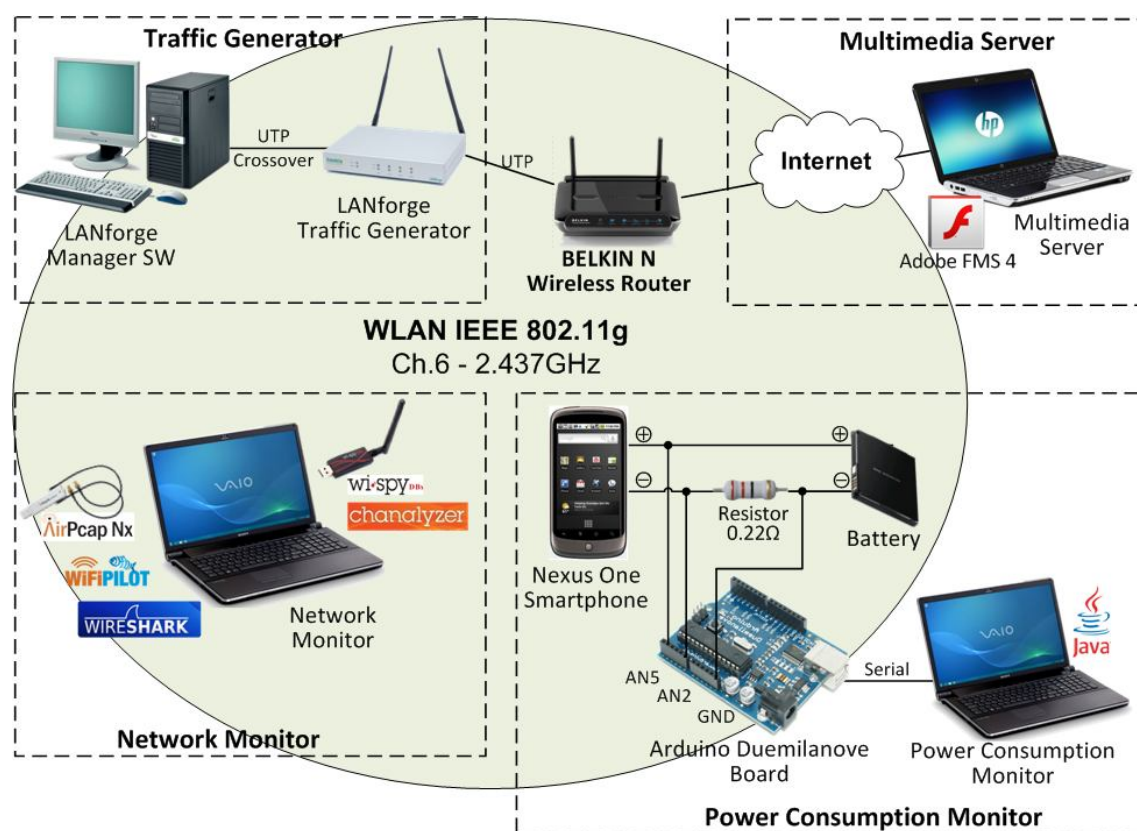 Traffic Generator
UTP
Crossover
LANforge
Manager SW
LANforge
Traffic Generator
UTP
BELKIN
BELKIN N
Wireless Router
Internet
Multimedia Server
hp
Adobe FMS 4
Multimedia
Server
WLAN IEEE 802.11g
Ch.6 - 2.437GHz
AirPcap Nx
WiFiPILOT
WIRESHARK
VAIO
wi-spy DBx
chanalyzer
Network
Monitor
Network Monitor
Nexus One
Smartphone
+
+
−
−
Resistor
0.22Ω
Battery
AN5
AN2
GND
Arduino Duemilanove
Board
Serial
VAIO
Java
Power Consumption
Monitor
Power Consumption Monitor